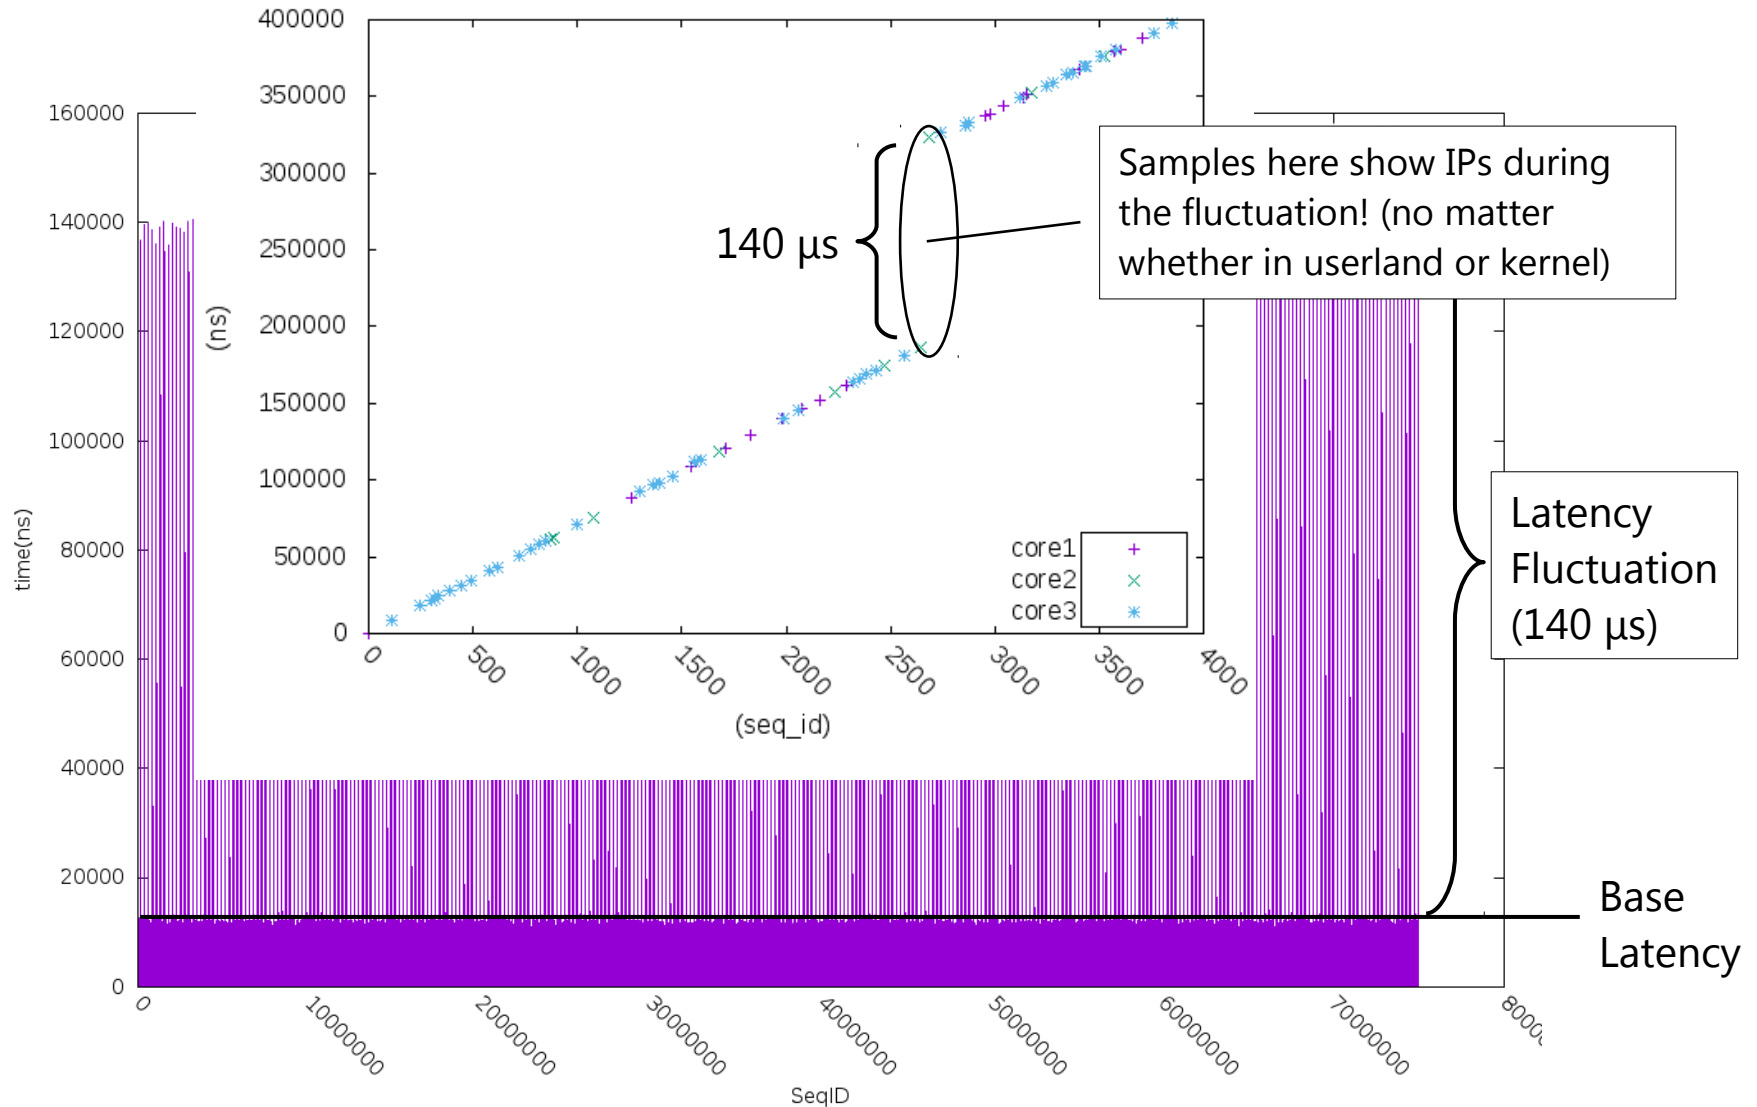 400000
350000
300000
250000
200000
150000
100000
50000
0
(ns)
0
500
1000
1500
2000
2500
3000
3500
4000
(seq_id)
core1
core2
core3
140 µs
Samples here show IPs during
the fluctuation! (no matter
whether in userland or kernel)
160000
140000
120000
100000
80000
60000
40000
20000
0
time(ns)
0
10000000
20000000
30000000
40000000
50000000
60000000
70000000
SeqID
Latency
Fluctuation
(140 µs)
Base
Latency